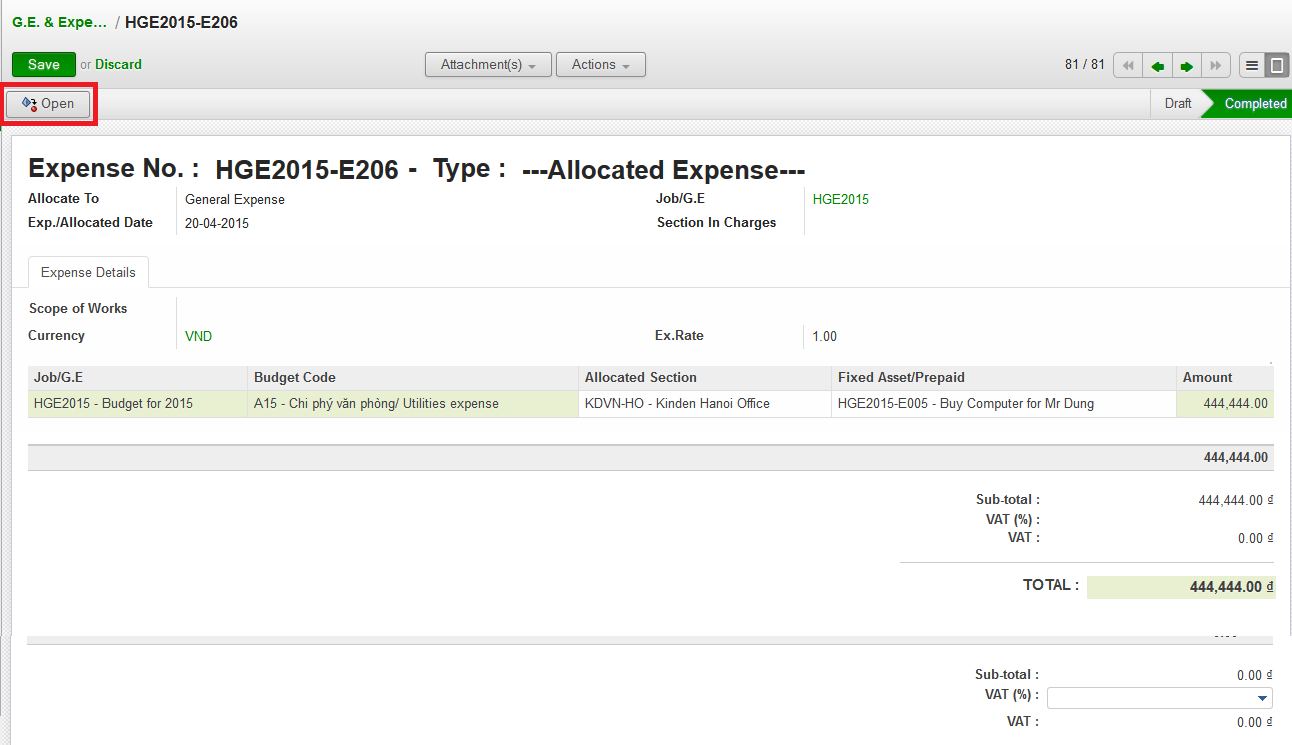 G.E. & Expe... / HGE2015-E206
Save or Discard Attachment(s) Actions 81 / 81
Open Draft Completed
Expense No. : HGE2015-E206 - Type : ---Allocated Expense---
Allocate To General Expense Job/G.E HGE2015
Exp./Allocated Date 20-04-2015 Section In Charges
Expense Details
Scope of Works
Currency VND Ex.Rate 1.00
Job/G.E Budget Code Allocated Section Fixed Asset/Prepaid Amount
HGE2015 - Budget for 2015 A15 - Chi phý văn phòng/ Utilities expense KDVN-HO - Kinden Hanoi Office HGE2015-E005 - Buy Computer for Mr Dung 444,444.00
444,444.00
Sub-total : 444,444.00 ₫
VAT (%) :
VAT : 0.00 ₫
TOTAL : 444,444.00 ₫
Sub-total : 0.00 ₫
VAT (%) :
VAT : 0.00 ₫